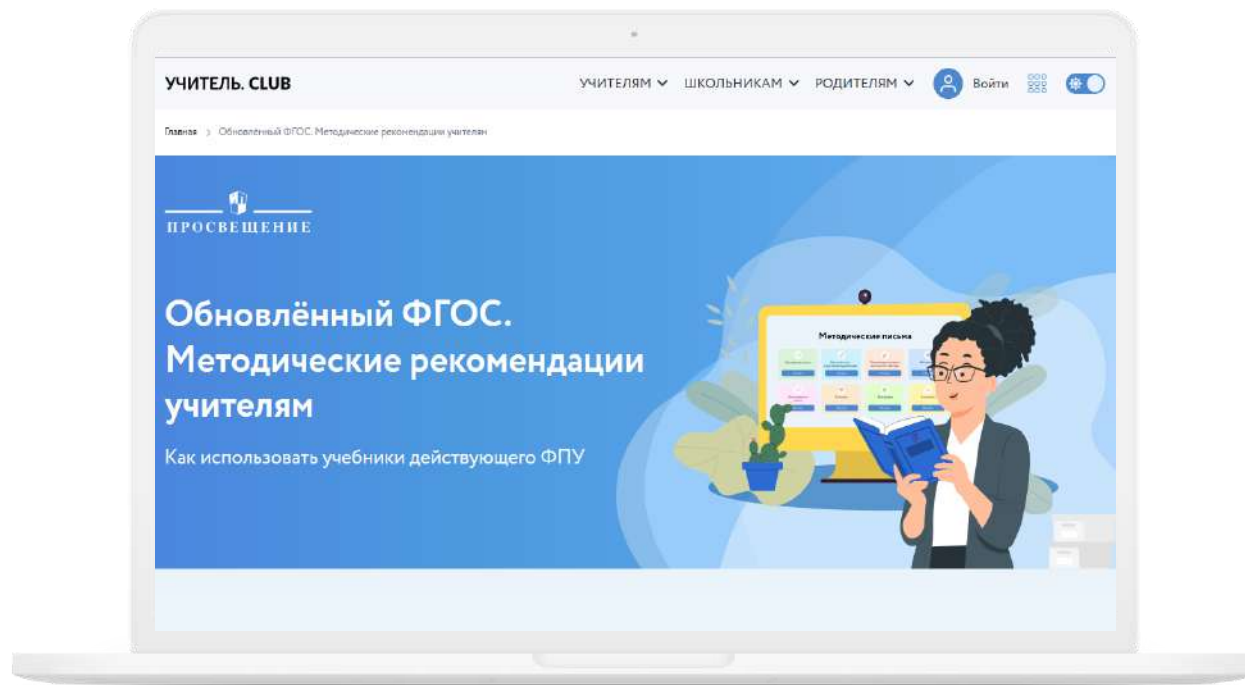 УЧИТЕЛЬ. CLUB
УЧИТЕЛЯМ ШКОЛЬНИКАМ РОДИТЕЛЯМ Войти
Главная > Обновлённый ФГОС. Методические рекомендации учителям
ПРОСВЕЩЕНИЕ
Обновлённый ФГОС.
Методические рекомендации
учителям
Как использовать учебники действующего ФПУ
Методические письма